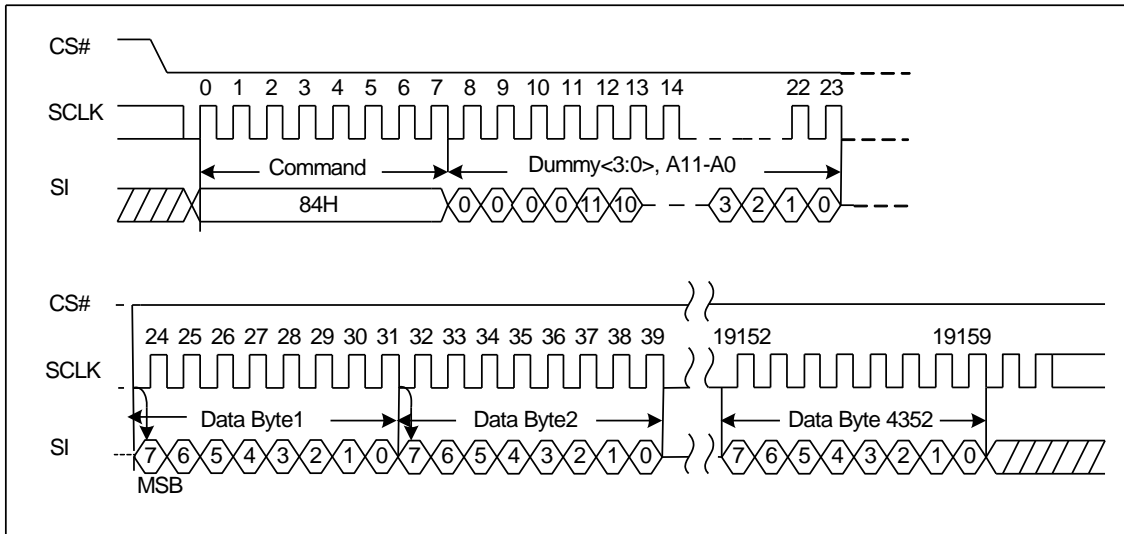 CS#
0 1 2 3 4 5 6 7 8 9 10 11 12 13 14 22 23
SCLK
Command Dummy<3:0>, A11-A0
SI
84H 0 0 0 0 11 10 3 2 1 0
CS#
24 25 26 27 28 29 30 31 32 33 34 35 36 37 38 39 19152 19159
SCLK
Data Byte1 Data Byte2 Data Byte 4352
SI
7 6 5 4 3 2 1 0 7 6 5 4 3 2 1 0 7 6 5 4 3 2 1 0
MSB